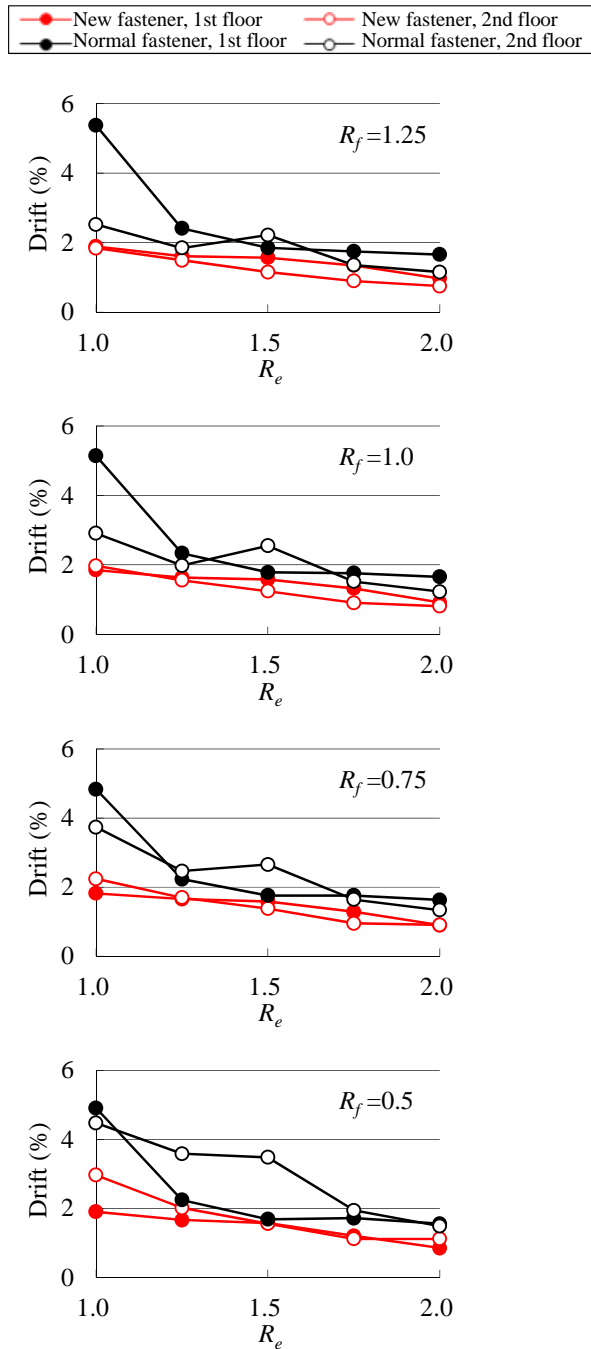 New fastener, 1st floor
New fastener, 2nd floor
Normal fastener, 1st floor
Normal fastener, 2nd floor
6
R_f=1.25
4
Drift (%)
2
0
1.0 1.5 2.0
R_e
6
R_f=1.0
4
Drift (%)
2
0
1.0 1.5 2.0
R_e
6
R_f=0.75
4
Drift (%)
2
0
1.0 1.5 2.0
R_e
6
R_f=0.5
4
Drift (%)
2
0
1.0 1.5 2.0
R_e